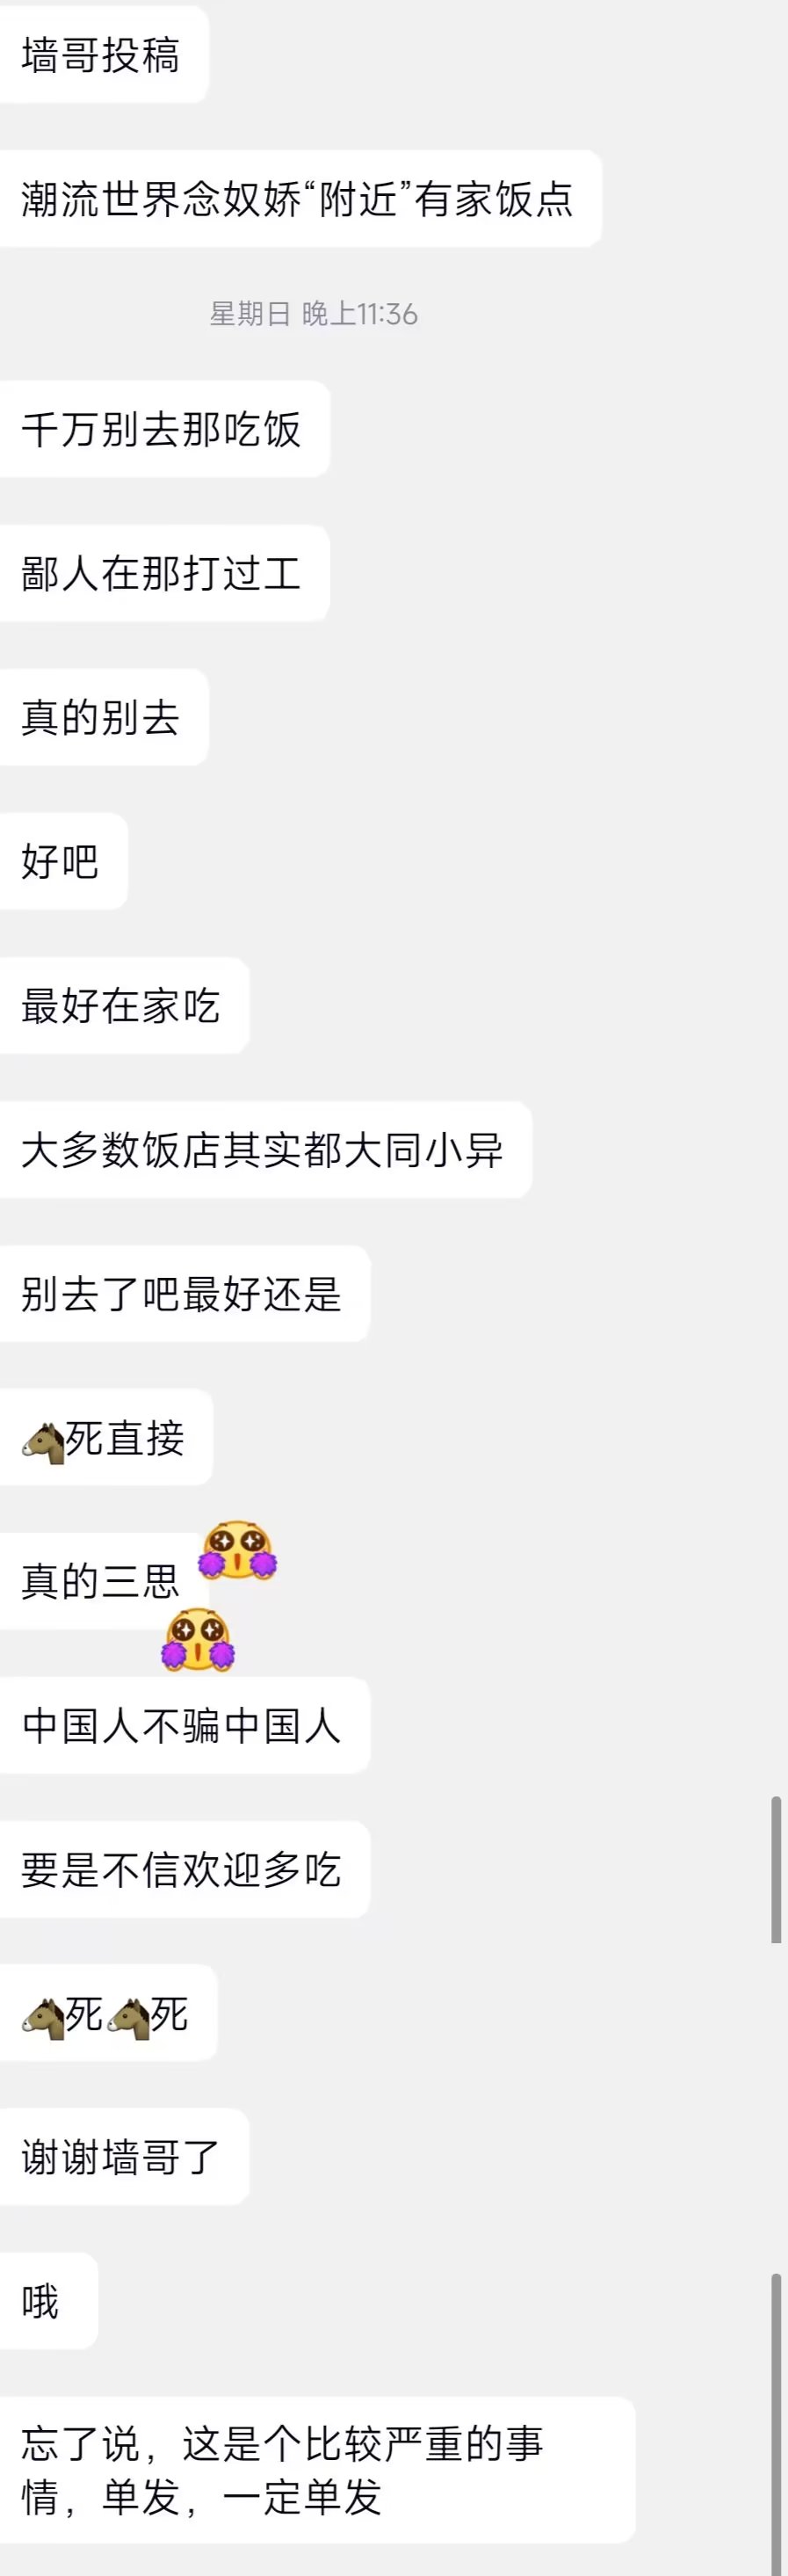 墙哥投稿
潮流世界念奴娇“附近”有家饭点
星期日 晚上11:36
千万别去那吃饭
鄙人在那打过工
真的别去
好吧
最好在家吃
大多数饭店其实都大同小异
别去了吧最好还是
🐴死直接
真的三思
中国人不骗中国人
要是不信欢迎多吃
🐴死🐴死
谢谢墙哥了
哦
忘了说，这是个比较严重的事
情，单发，一定单发